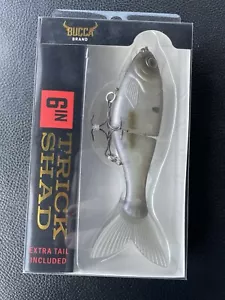 BUCCA
BRAND
6IN
TRICK
SHAD
EXTRA TAIL
INCLUDED